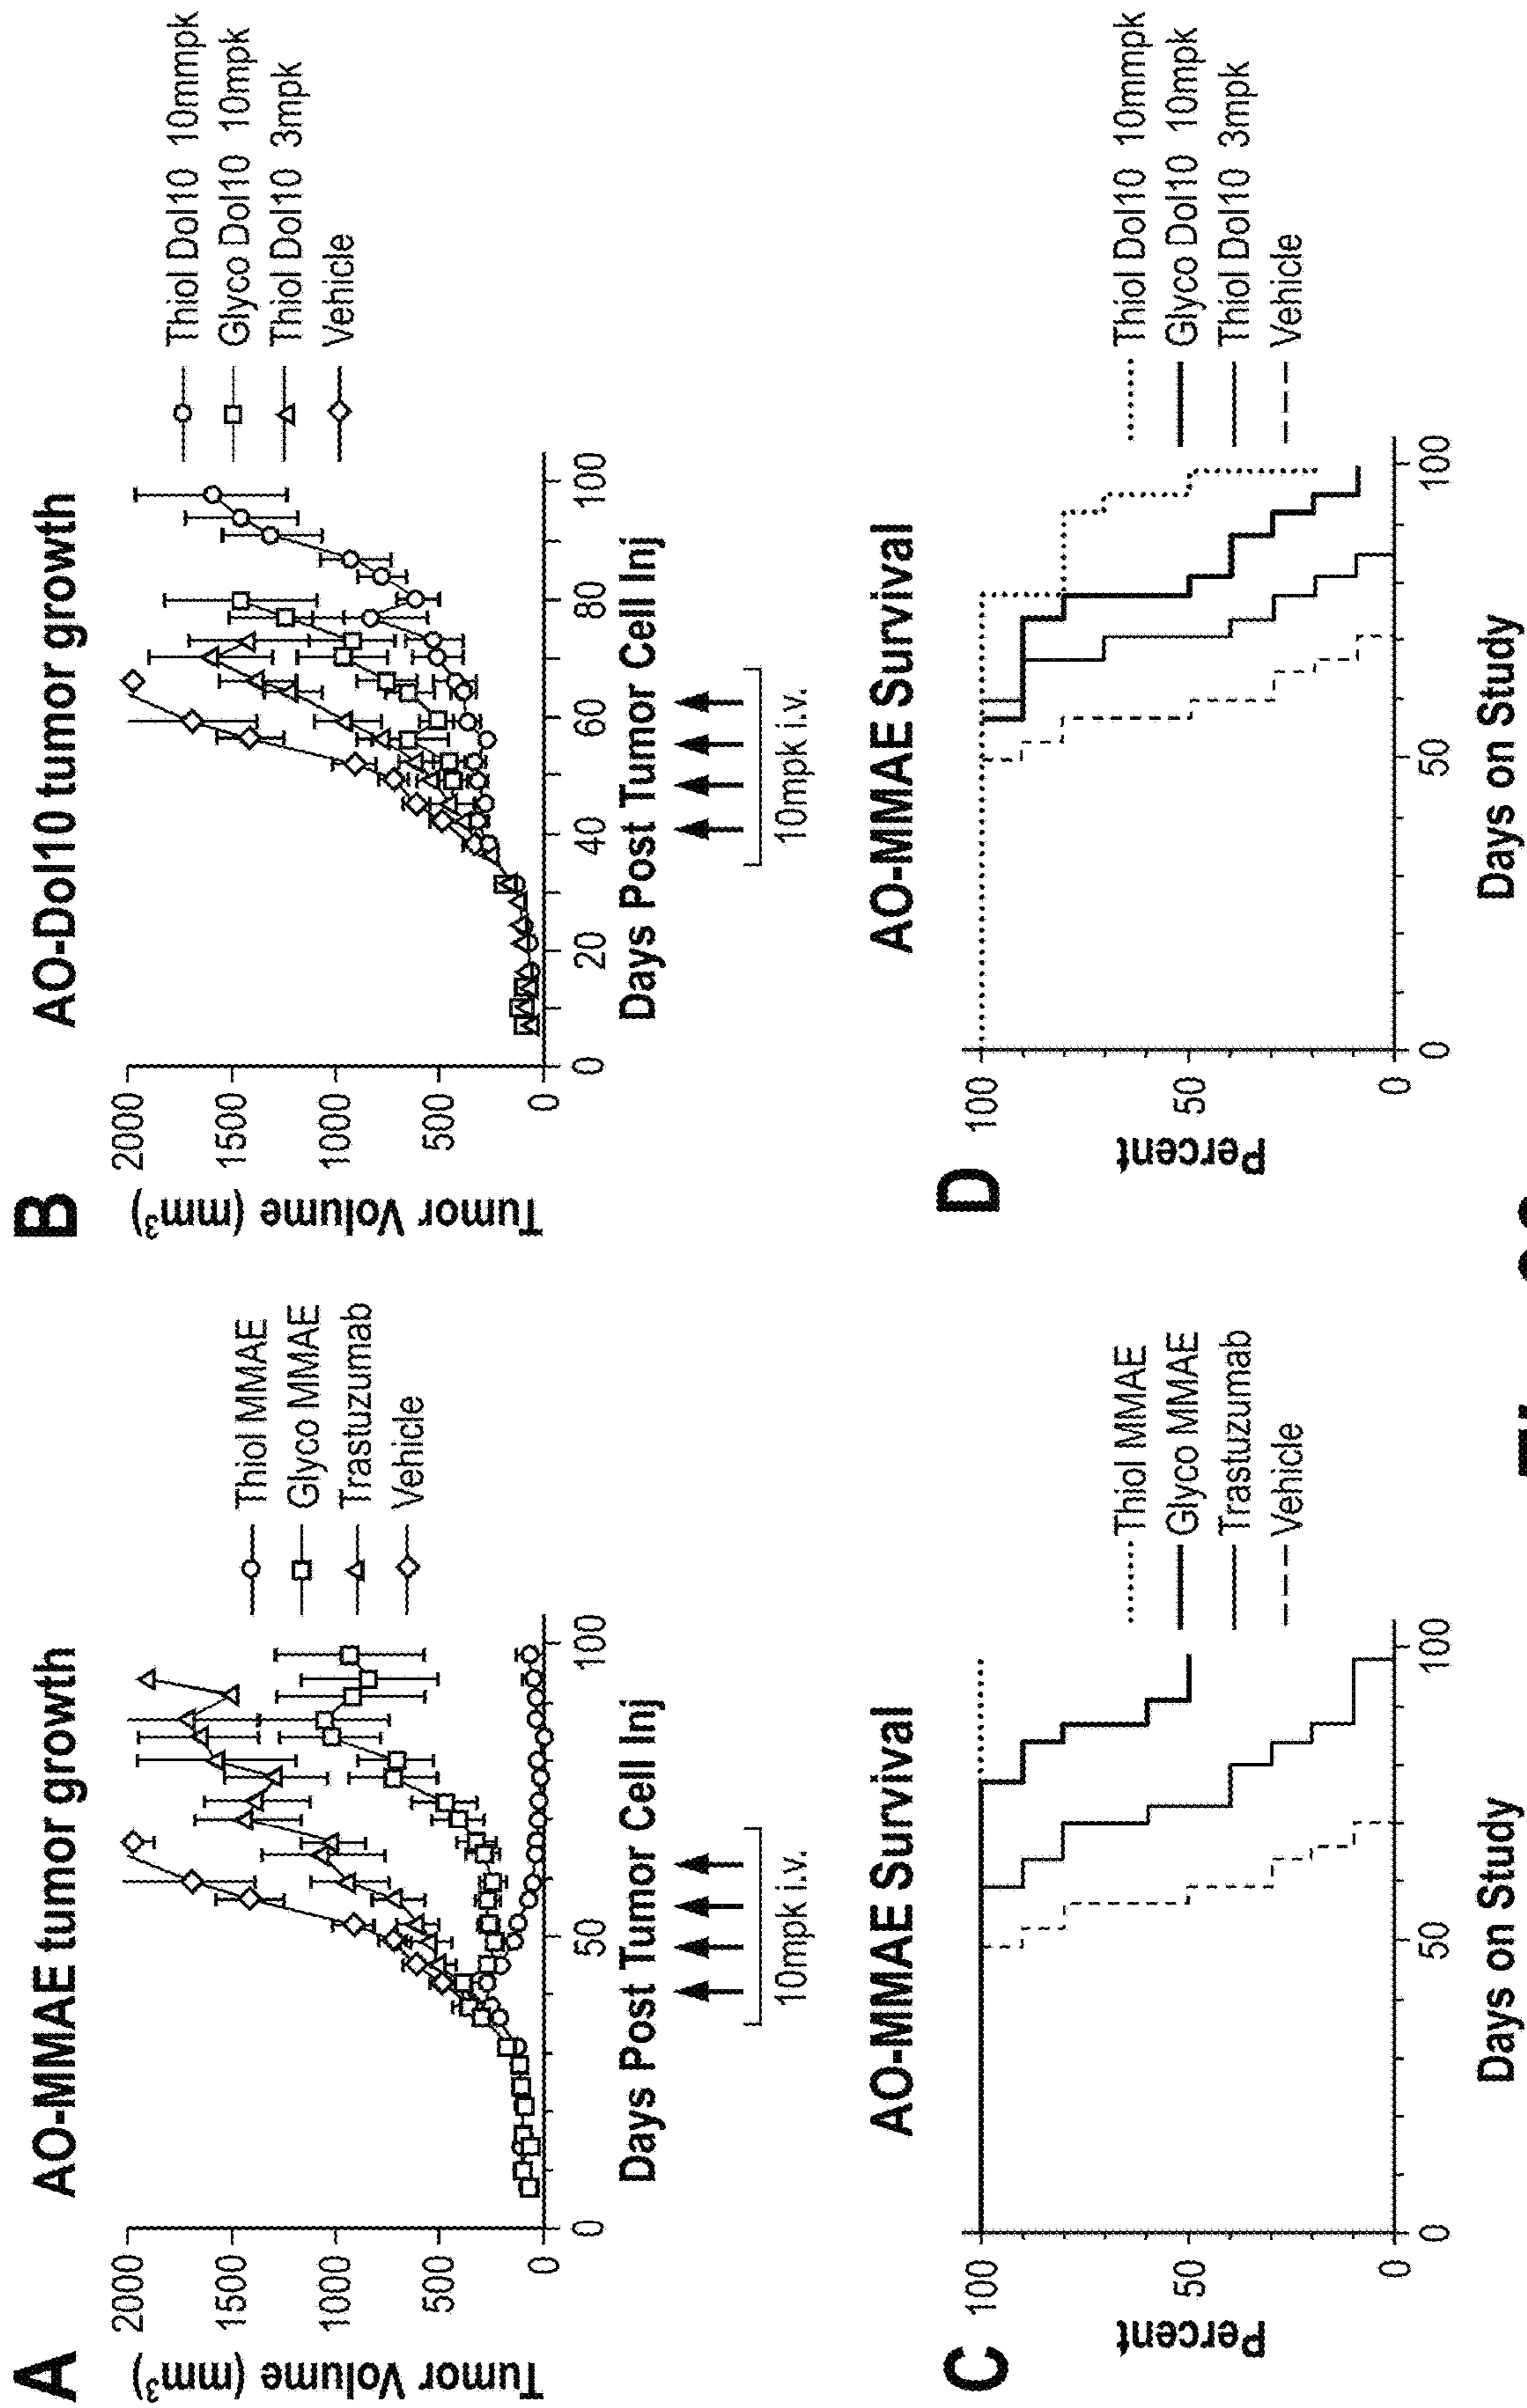 A
AO-MMAE tumor growth
Tumor Volume (mm³)
2000
1500
1000
500
0
0
50
100
Days Post Tumor Cell Inj
10mpk i.v.
Thiol MMAE
Glyco MMAE
Trastuzumab
Vehicle
B
AO-Dol10 tumor growth
Tumor Volume (mm³)
2000
1500
1000
500
0
0
20
40
60
80
100
Days Post Tumor Cell Inj
10mpk i.v.
Thiol Dol10 10mmpk
Glyco Dol10 10mpk
Thiol Dol10 3mpk
Vehicle
C
AO-MMAE Survival
Percent
100
50
0
0
50
100
Days on Study
Thiol MMAE
Glyco MMAE
Trastuzumab
Vehicle
D
AO-MMAE Survival
Percent
100
50
0
0
50
100
Days on Study
Thiol Dol10 10mmpk
Glyco Dol10 10mpk
Thiol Dol10 3mpk
Vehicle